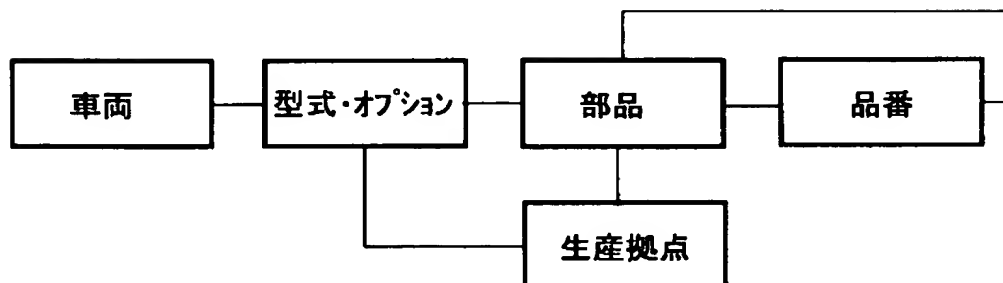 車両
型式・オプション
部品
品番
生産拠点